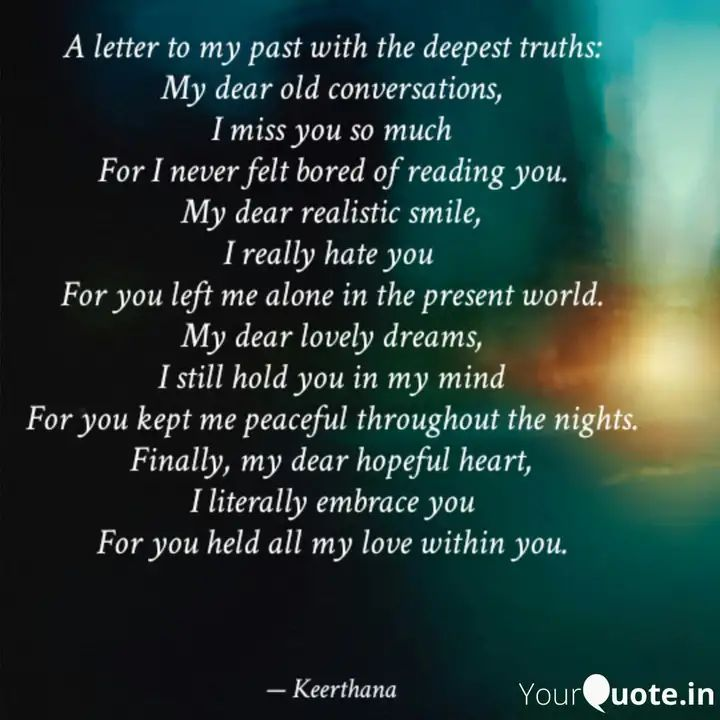 A letter to my past with the deepest truths:
My dear old conversations,
I miss you so much
For I never felt bored of reading you.
My dear realistic smile,
I really hate you
For you left me alone in the present world.
My dear lovely dreams,
I still hold you in my mind
For you kept me peaceful throughout the nights.
Finally, my dear hopeful heart,
I literally embrace you
For you held all my love within you.
— Keerthana
YourQuote.in